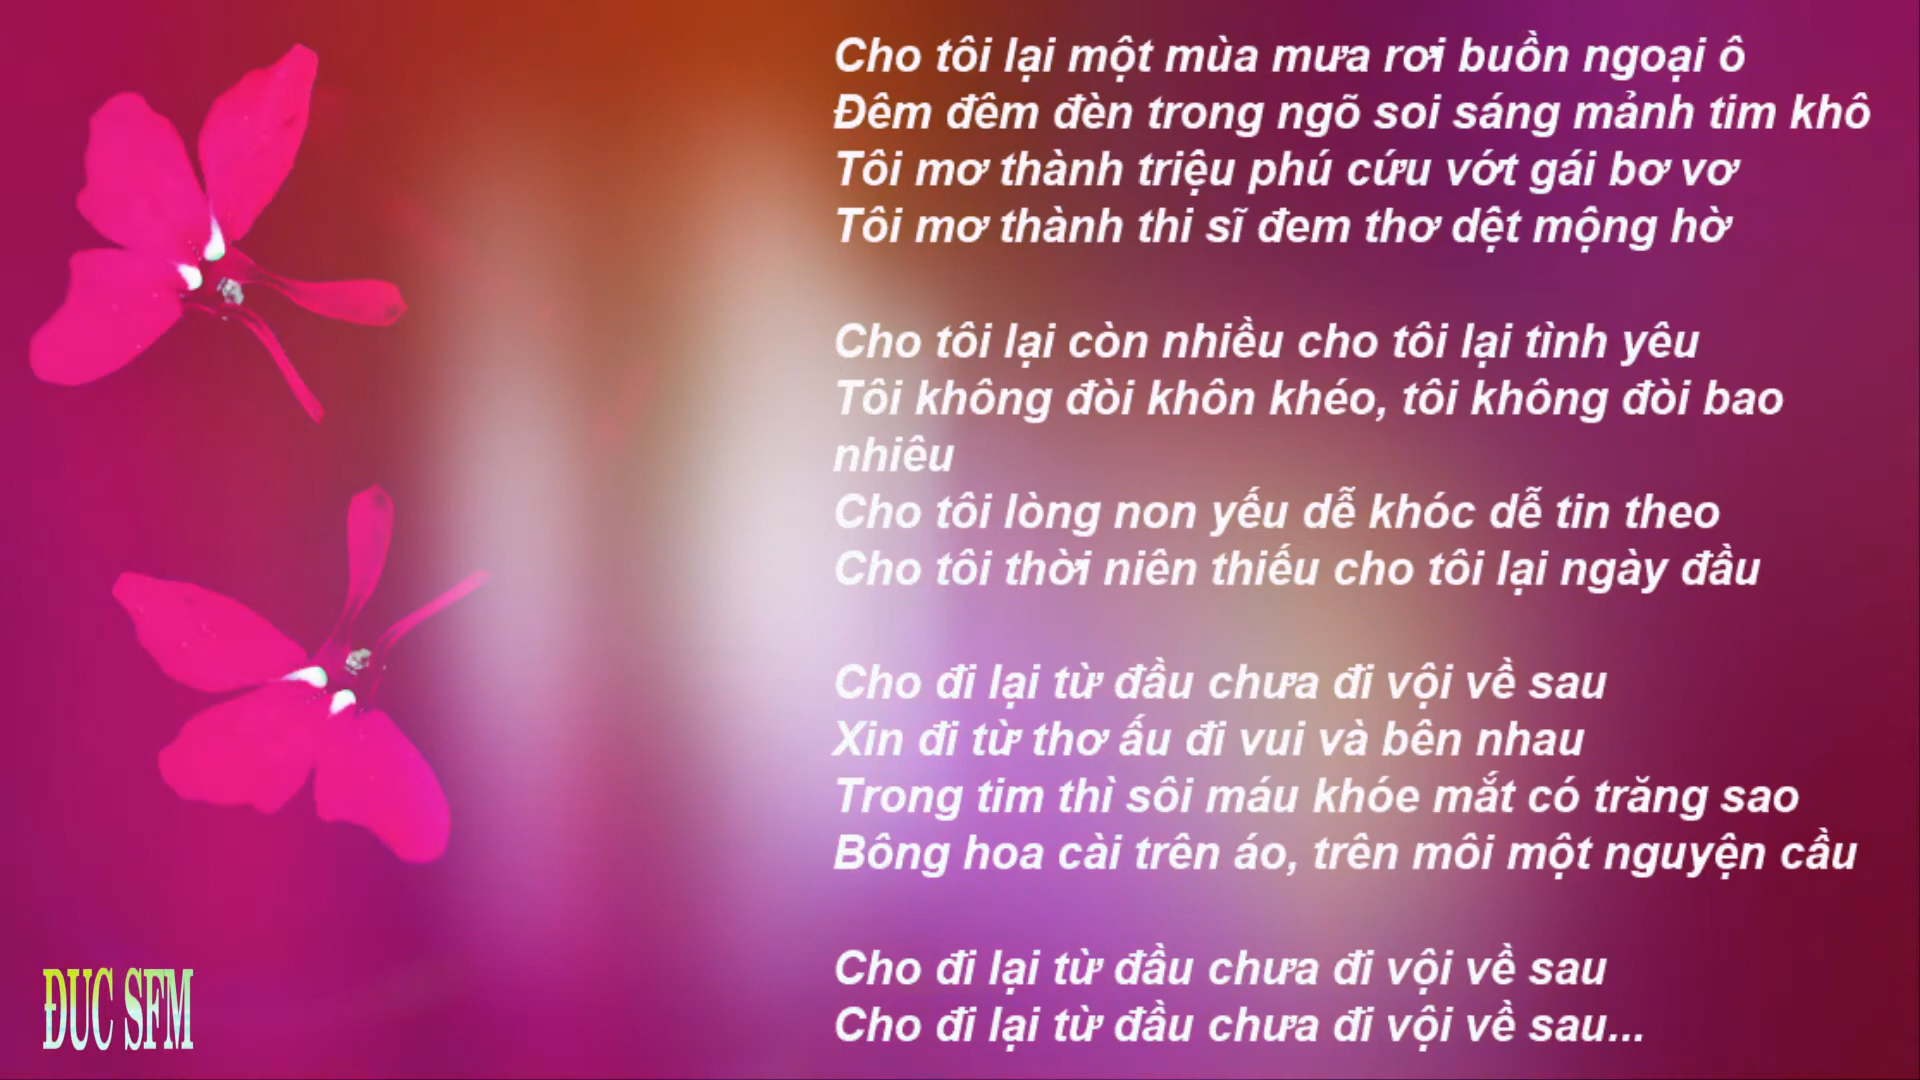 Cho tôi lại một mùa mưa rơi buồn ngoại ô
Đêm đêm đèn trong ngõ soi sáng mảnh tim khô
Tôi mơ thành triệu phú cứu vớt gái bơ vơ
Tôi mơ thành thi sĩ đem thơ dệt mộng hờ
Cho tôi lại còn nhiều cho tôi lại tình yêu
Tôi không đòi khôn khéo, tôi không đòi bao
nhiêu
Cho tôi lòng non yếu dễ khóc dễ tin theo
Cho tôi thời niên thiếu cho tôi lại ngày đầu
Cho đi lại từ đầu chưa đi vội về sau
Xin đi từ thơ ấu đi vui và bên nhau
Trong tim thì sôi máu khóe mắt có trăng sao
Bông hoa cài trên áo, trên môi một nguyện cầu
Cho đi lại từ đầu chưa đi vội về sau
Cho đi lại từ đầu chưa đi vội về sau...
ĐUC SFM